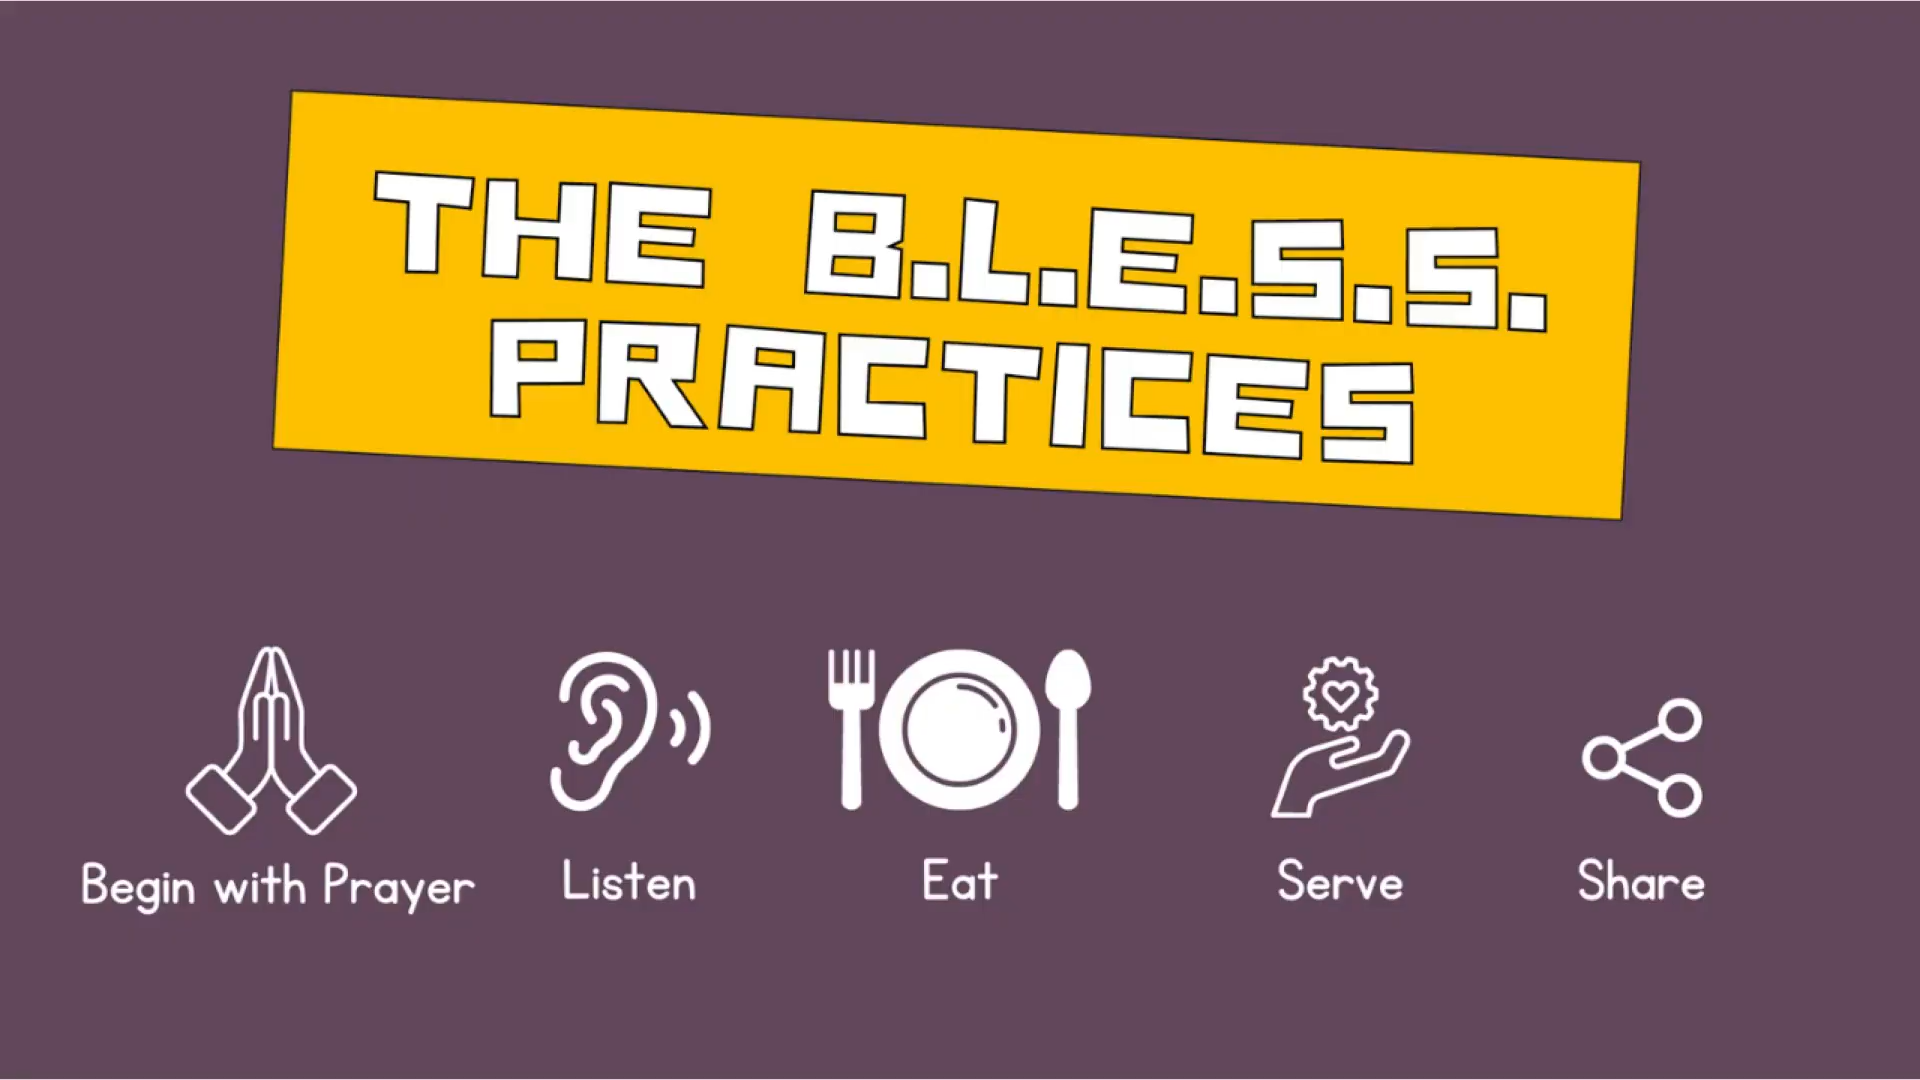 THE B.L.E.S.S.
PRACTICES
Begin with Prayer
Listen
Eat
Serve
Share